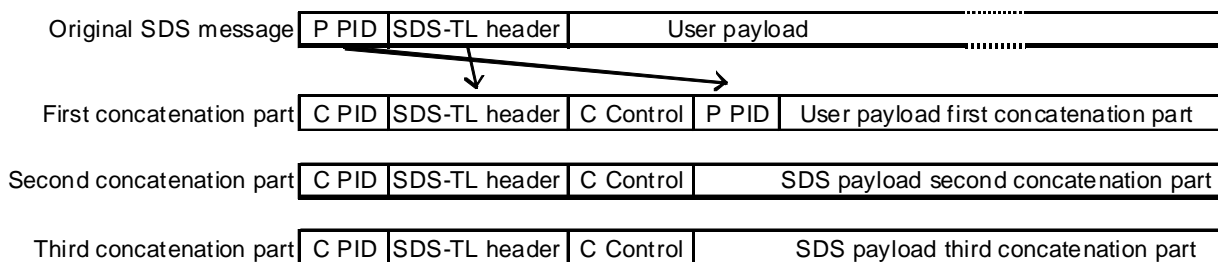 Original SDS message P PID SDS-TL header User payload
First concatenation part C PID SDS-TL header C Control P PID User payload first concatenation part
Second concatenation part C PID SDS-TL header C Control SDS payload second concatenation part
Third concatenation part C PID SDS-TL header C Control SDS payload third concatenation part